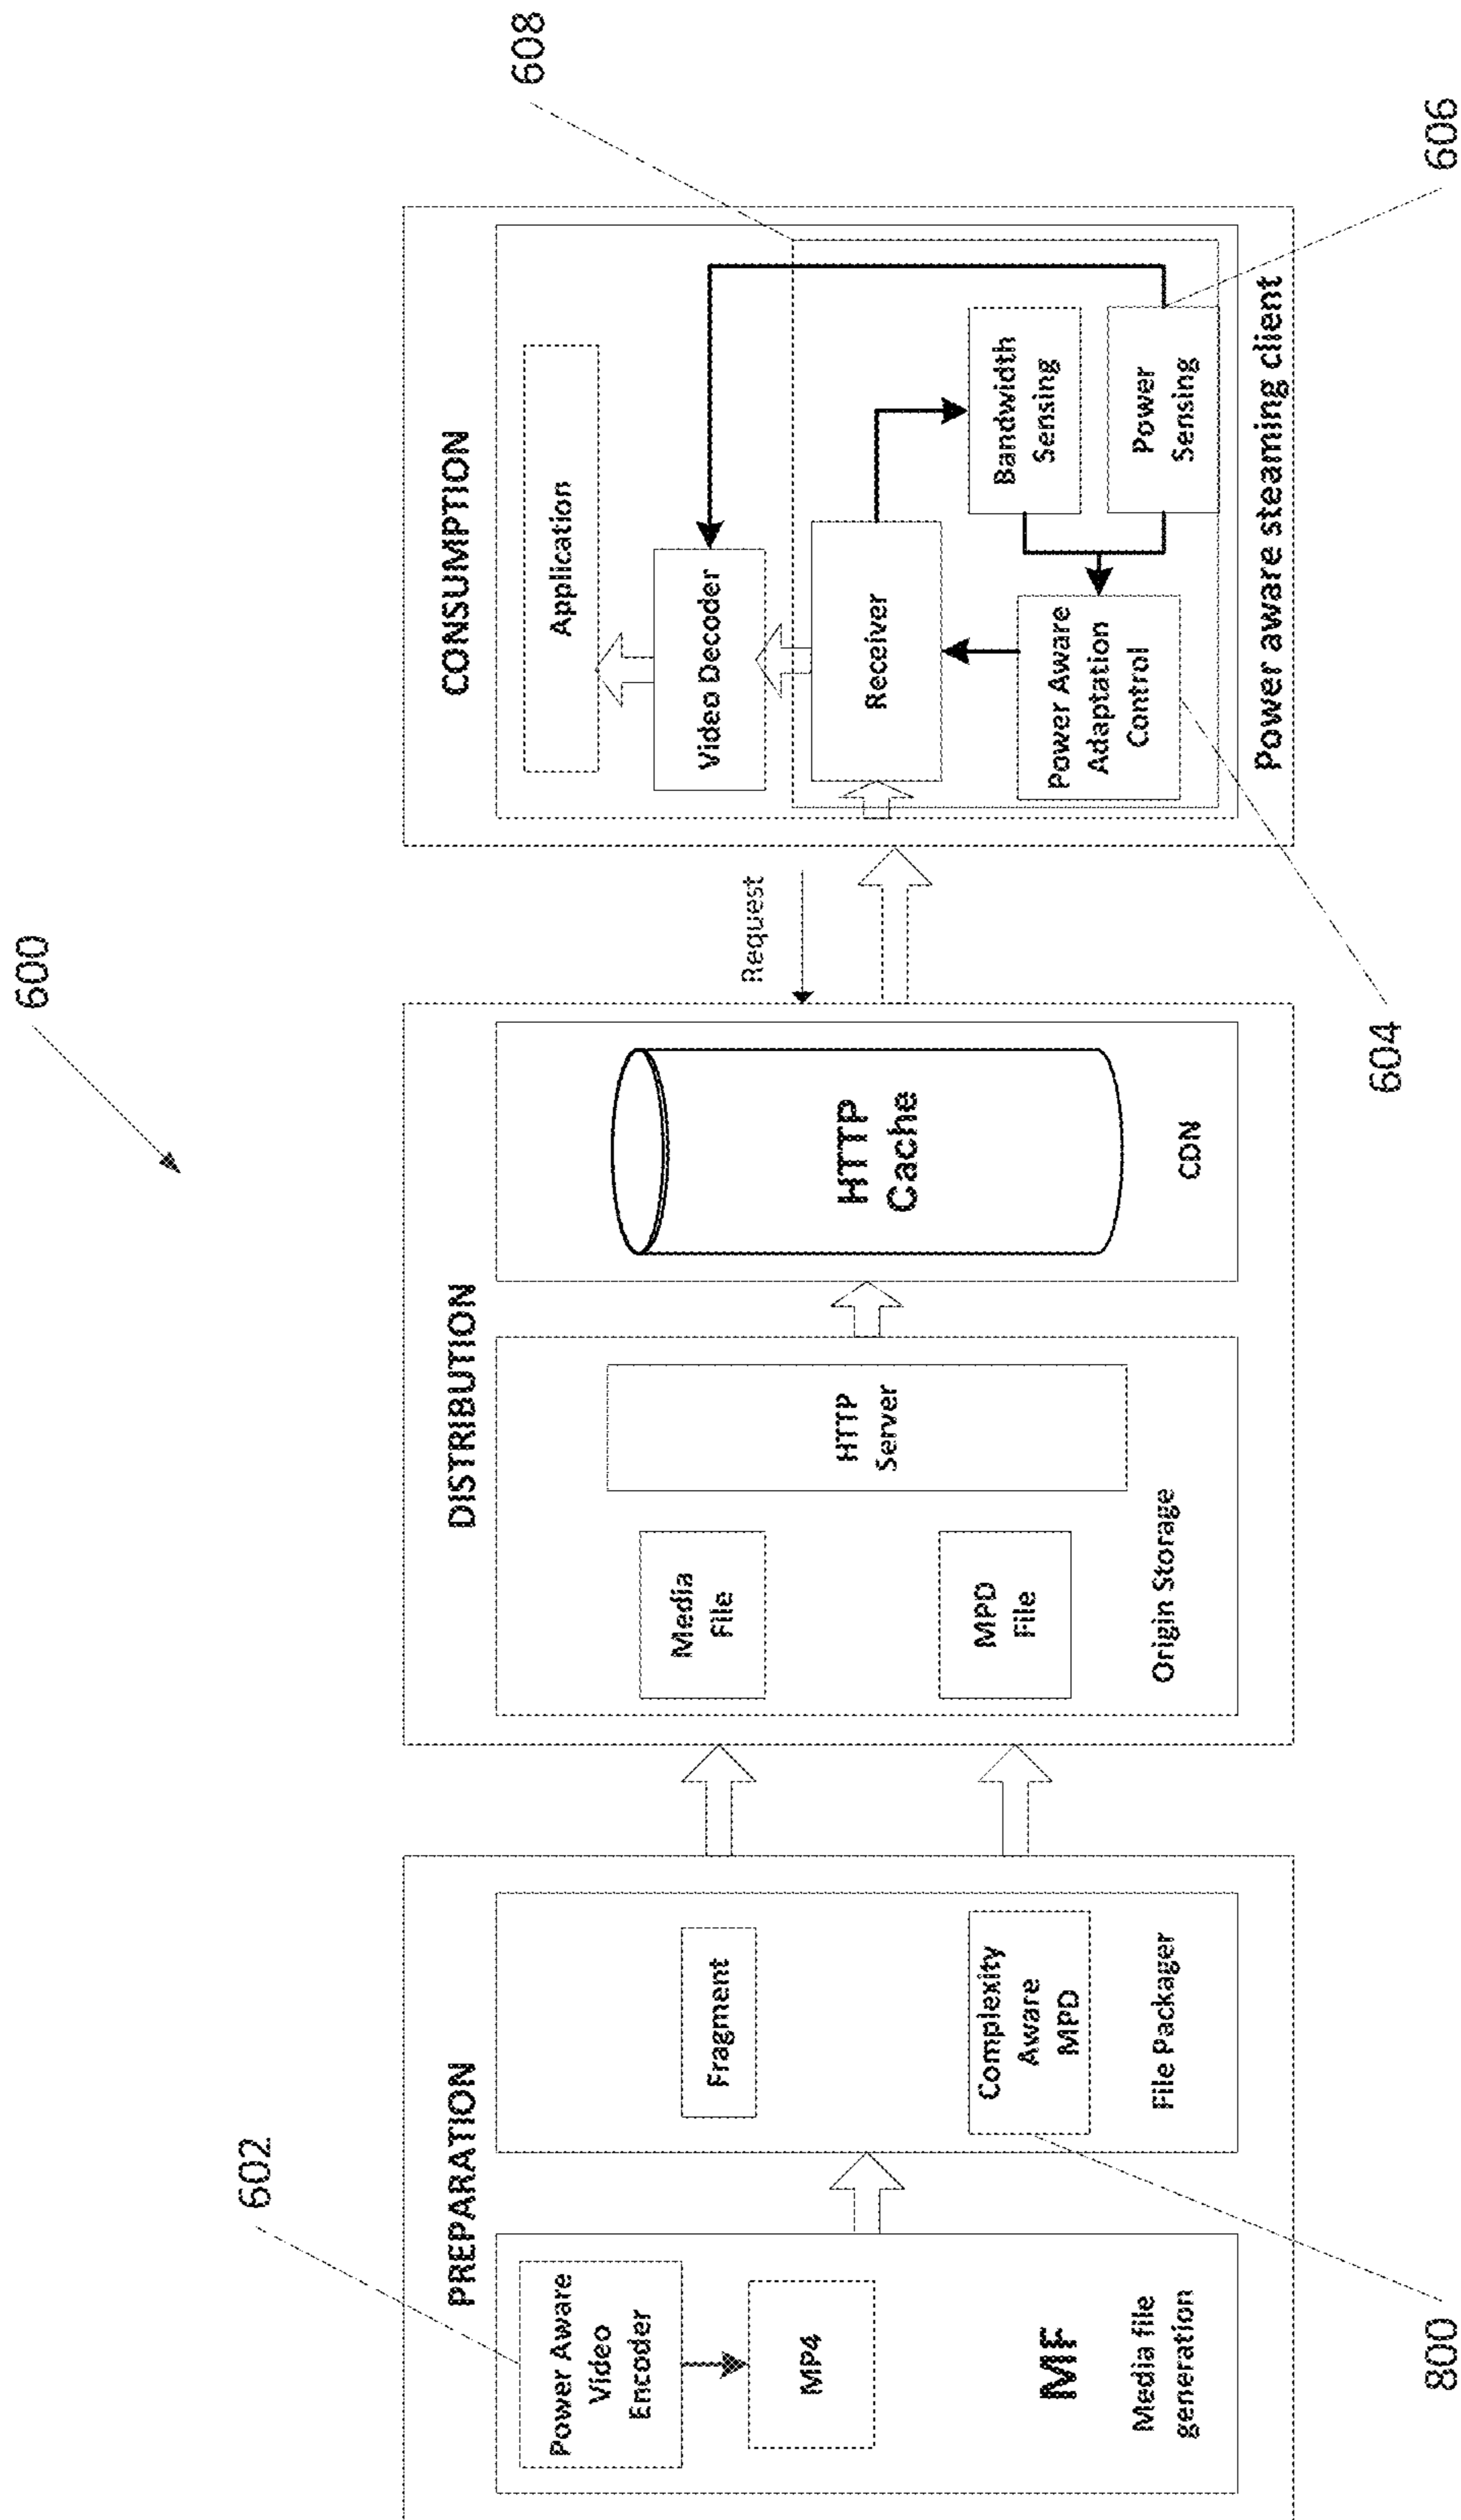 600
PREPARATION
602
Power Aware
Video
Encoder
MP4
MF
Media file
generation
Fragment
Complexity
Aware
MPD
File Packager
800
DISTRIBUTION
Media
File
MPD
File
HTTP
Server
Origin Storage
HTTP
Cache
CDN
Request
CONSUMPTION
Application
Video Decoder
Receiver
Bandwidth
Sensing
Power Aware
Adaptation
Control
Power
Sensing
Power aware steaming client
604
606
608